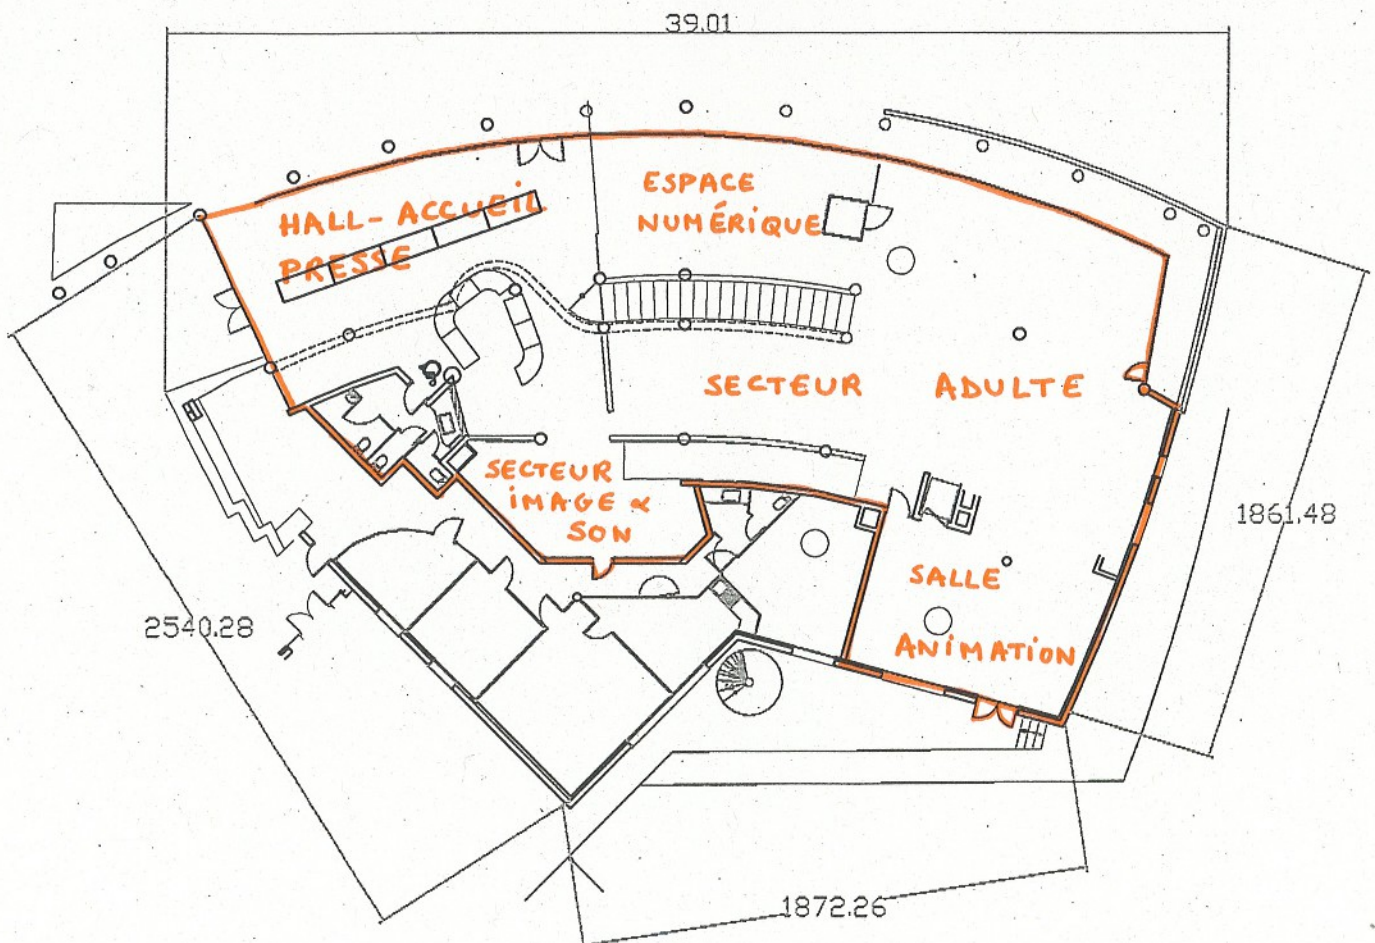 39.01
HALL - ACCUEIL
PRESSE
ESPACE
NUMÉRIQUE
SECTEUR ADULTE
SECTEUR
IMAGE &
SON
1861.48
SALLE
ANIMATION
2540.28
1872.26